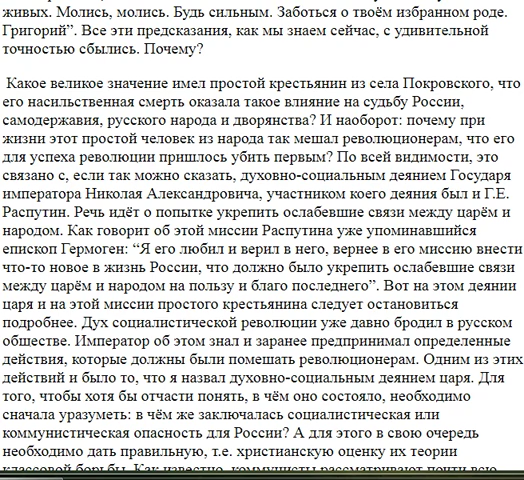 живых. Молись, молись. Будь сильным. Заботься о твоём избранном роде.
Григорий”. Все эти предсказания, как мы знаем сейчас, с удивительной
точностью сбылись. Почему?
Какое великое значение имел простой крестьянин из села Покровского, что
его насильственная смерть оказала такое влияние на судьбу России,
самодержавия, русского народа и дворянства? И наоборот: почему при
жизни этот простой человек из народа так мешал революционерам, что его
для успеха революции пришлось убить первым? По всей видимости, это
связано с, если так можно сказать, духовно-социальным деянием Государя
императора Николая Александровича, участником коего деяния был и Г.Е.
Распутин. Речь идёт о попытке укрепить ослабевшие связи между царём и
народом. Как говорит об этой миссии Распутина уже упоминавшийся
епископ Гермоген: “Я его любил и верил в него, вернее в его миссию внести
что-то новое в жизнь России, что должно было укрепить ослабевшие связи
между царём и народом на пользу и благо последнего”. Вот на этом деянии
царя и на этой миссии простого крестьянина следует остановиться
подробнее. Дух социалистической революции уже давно бродил в русском
обществе. Император об этом знал и заранее предпринимал определенные
действия, которые должны были помешать революционерам. Одним из этих
действий и было то, что я назвал духовно-социальным деянием царя. Для
того, чтобы хотя бы отчасти понять, в чём оно состояло, необходимо
сначала уразуметь: в чём же заключалась социалистическая или
коммунистическая опасность для России? А для этого в свою очередь
необходимо дать правильную, т.е. христианскую оценку их теории
классовой борьбы. Как известно, коммунисты рассматривают почти всю